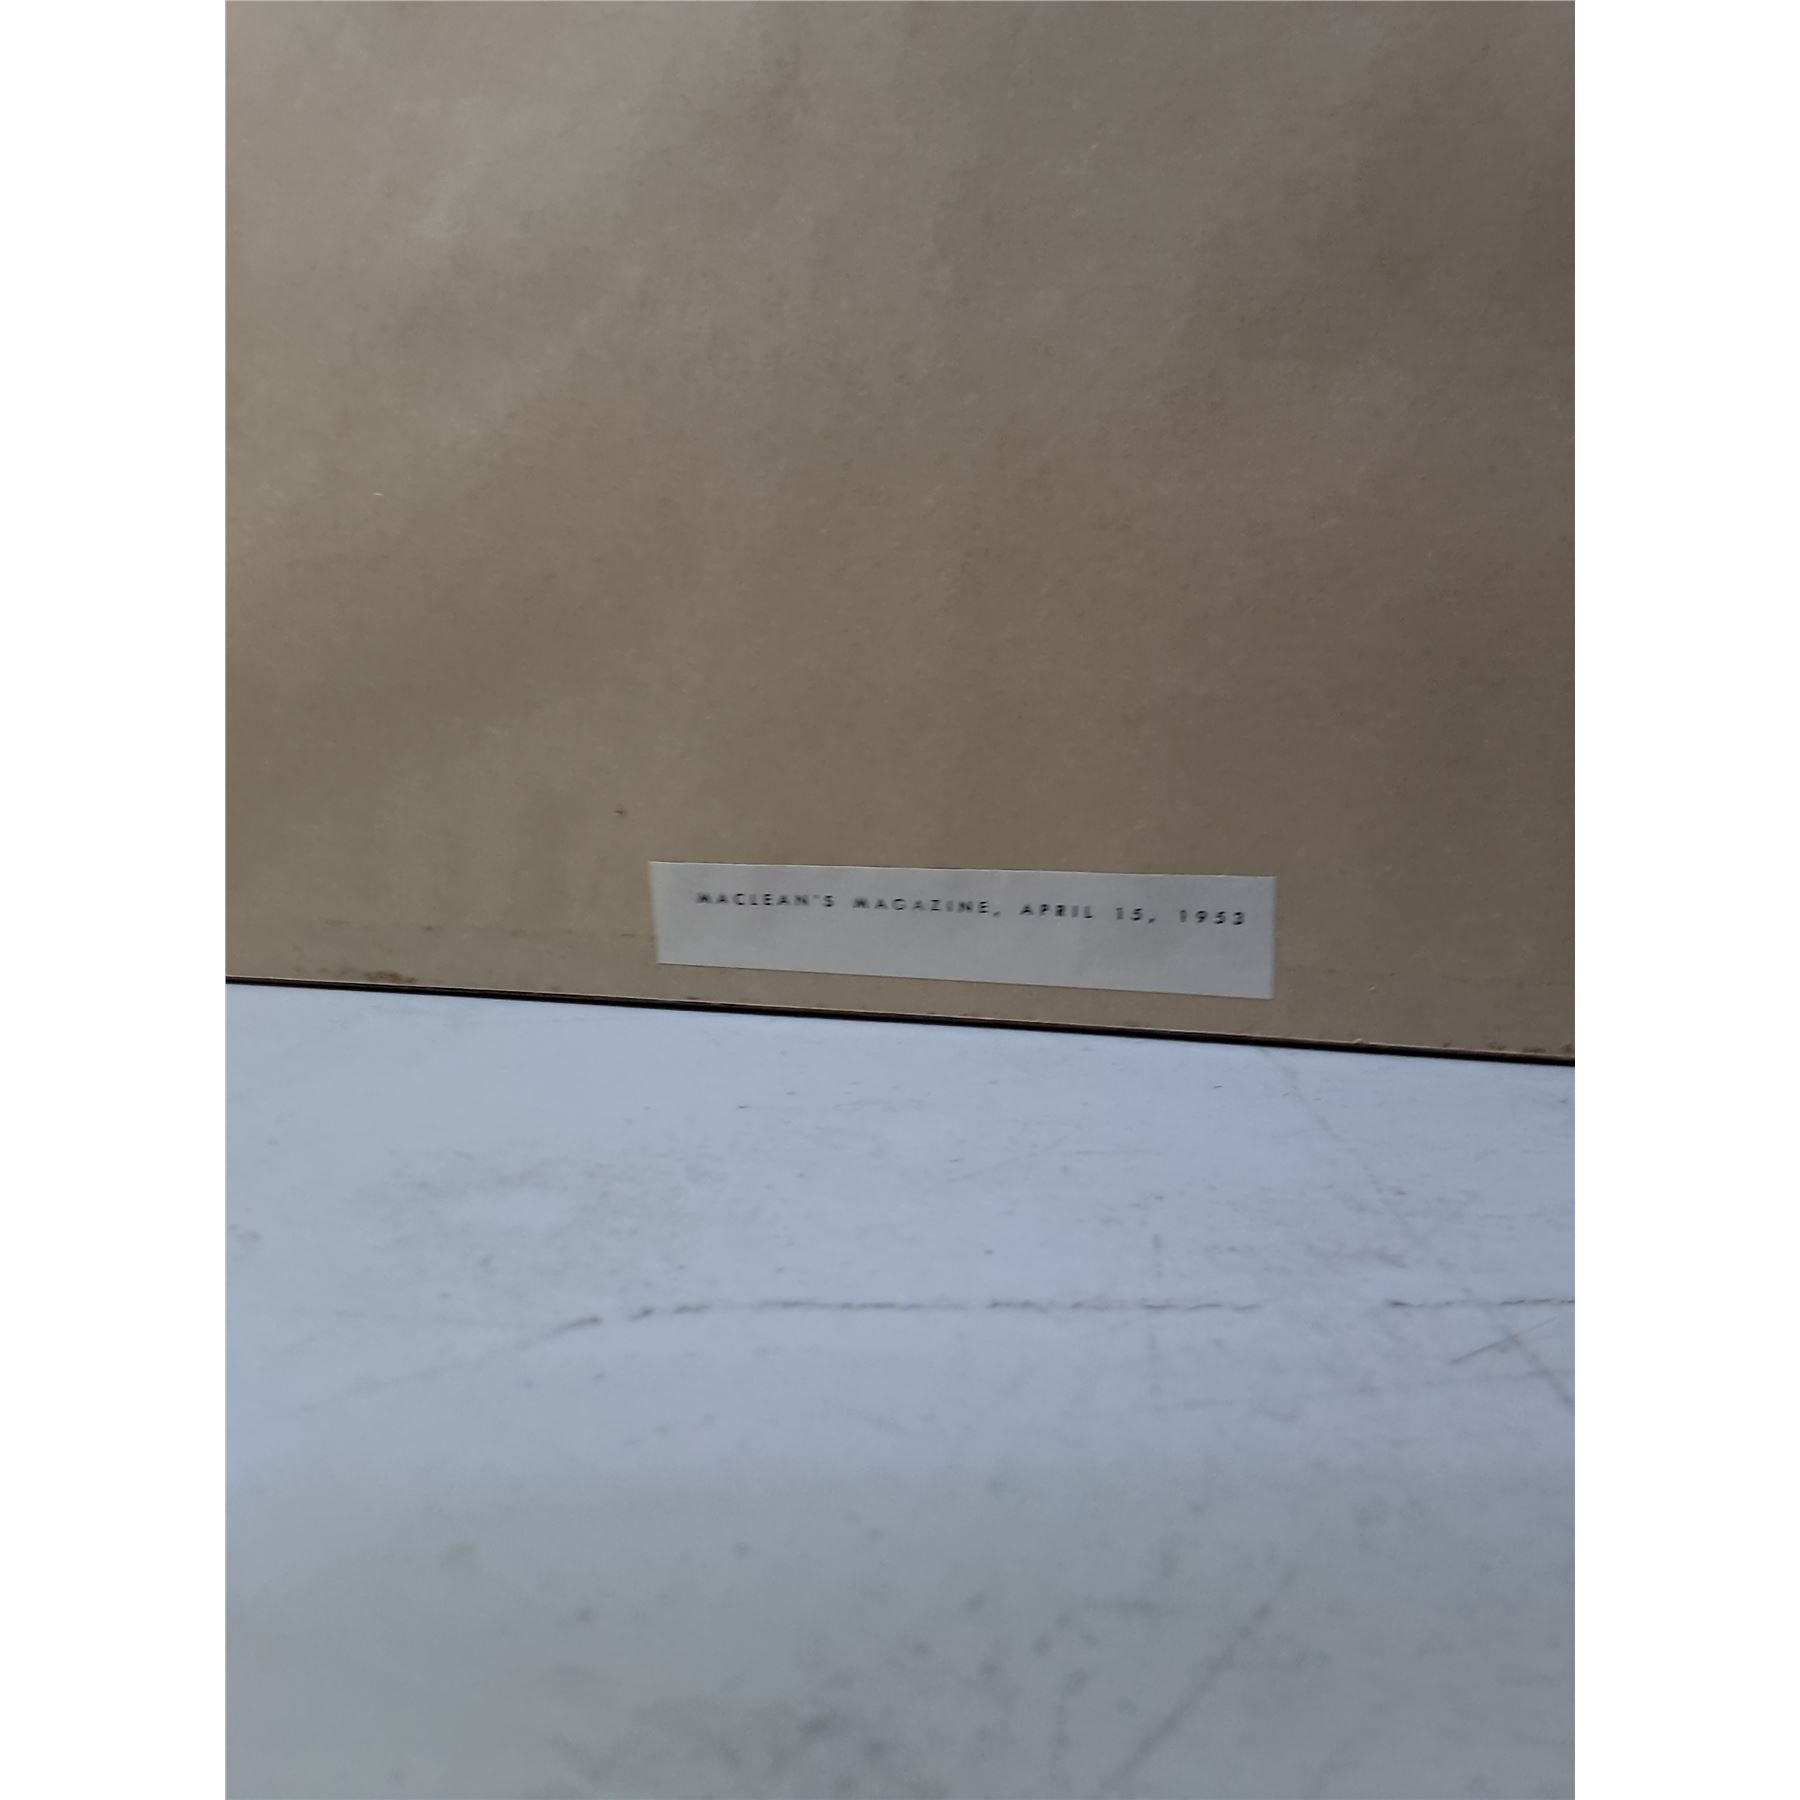 MACLEAN'S MAGAZINE, APRIL 15, 1953